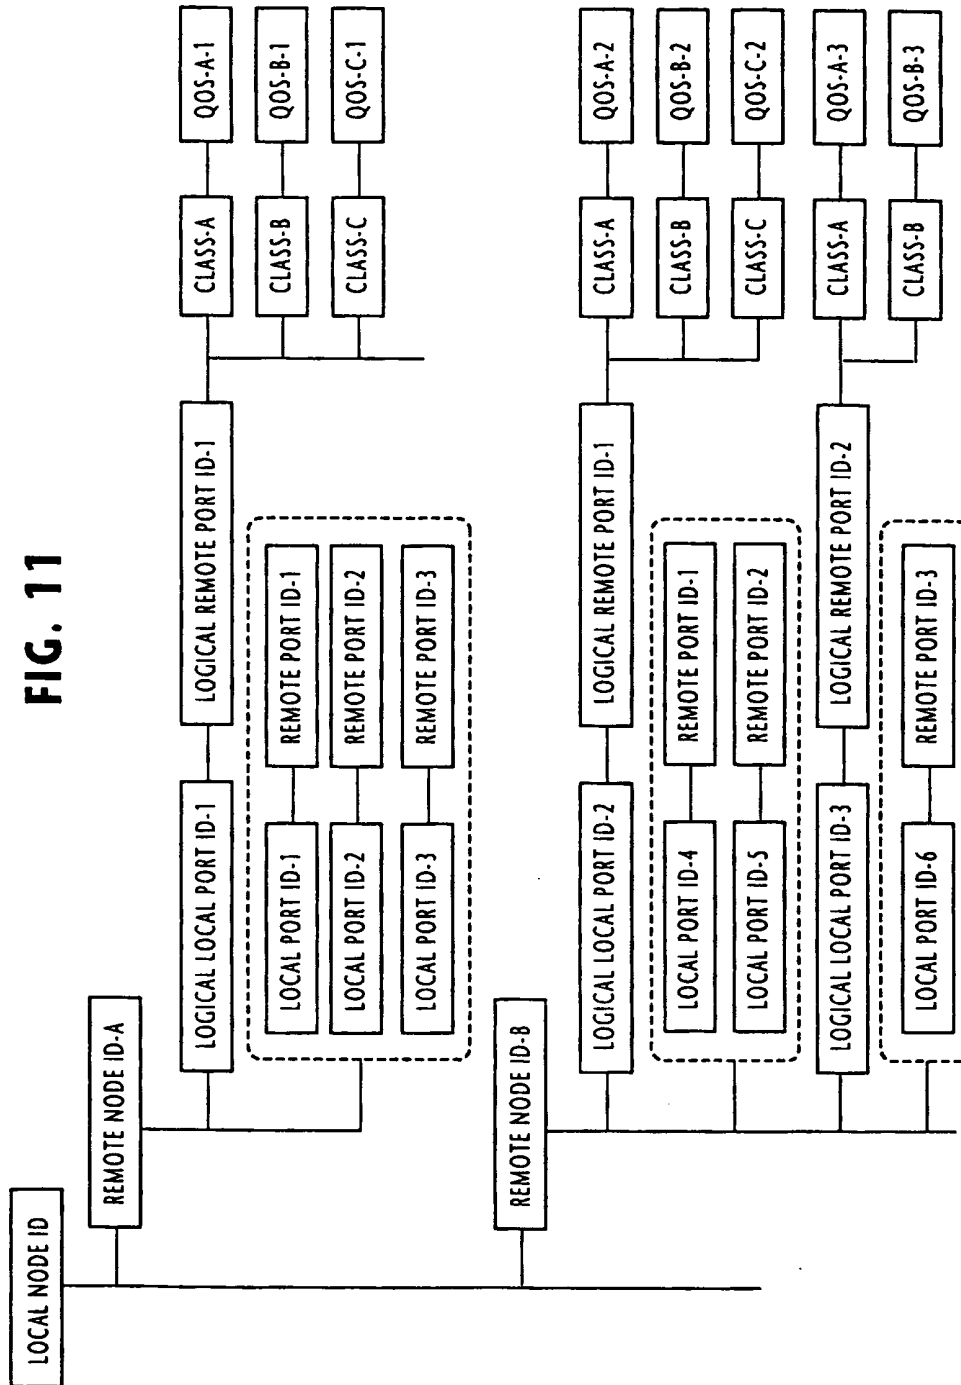 FIG. 11
LOCAL NODE ID
REMOTE NODE ID-A
LOGICAL LOCAL PORT ID-1
LOGICAL REMOTE PORT ID-1
CLASS-A
QOS-A-1
CLASS-B
QOS-B-1
CLASS-C
QOS-C-1
LOCAL PORT ID-1
REMOTE PORT ID-1
LOCAL PORT ID-2
REMOTE PORT ID-2
LOCAL PORT ID-3
REMOTE PORT ID-3
REMOTE NODE ID-B
LOGICAL LOCAL PORT ID-2
LOGICAL REMOTE PORT ID-1
CLASS-A
QOS-A-2
CLASS-B
QOS-B-2
CLASS-C
QOS-C-2
LOCAL PORT ID-4
REMOTE PORT ID-1
LOCAL PORT ID-5
REMOTE PORT ID-2
LOGICAL LOCAL PORT ID-3
LOGICAL REMOTE PORT ID-2
CLASS-A
QOS-A-3
CLASS-B
QOS-B-3
LOCAL PORT ID-6
REMOTE PORT ID-3